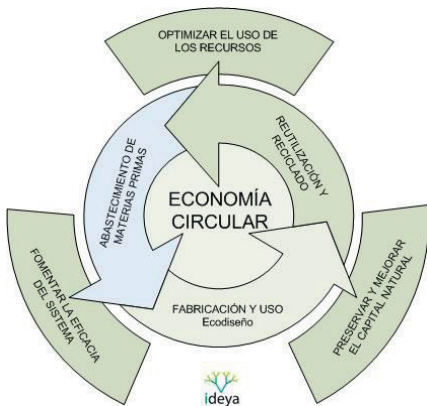 OPTIMIZAR EL USO DE
LOS RECURSOS
REUTILIZACIÓN Y
RECICLADO
ABASTECIMIENTO DE
MATERIAS PRIMAS
ECONOMÍA
CIRCULAR
FABRICACIÓN Y USO
Ecodiseño
FOMENTAR LA EFICACIA
DEL SISTEMA
PRESERVAR Y MEJORAR
EL CAPITAL NATURAL
ideya